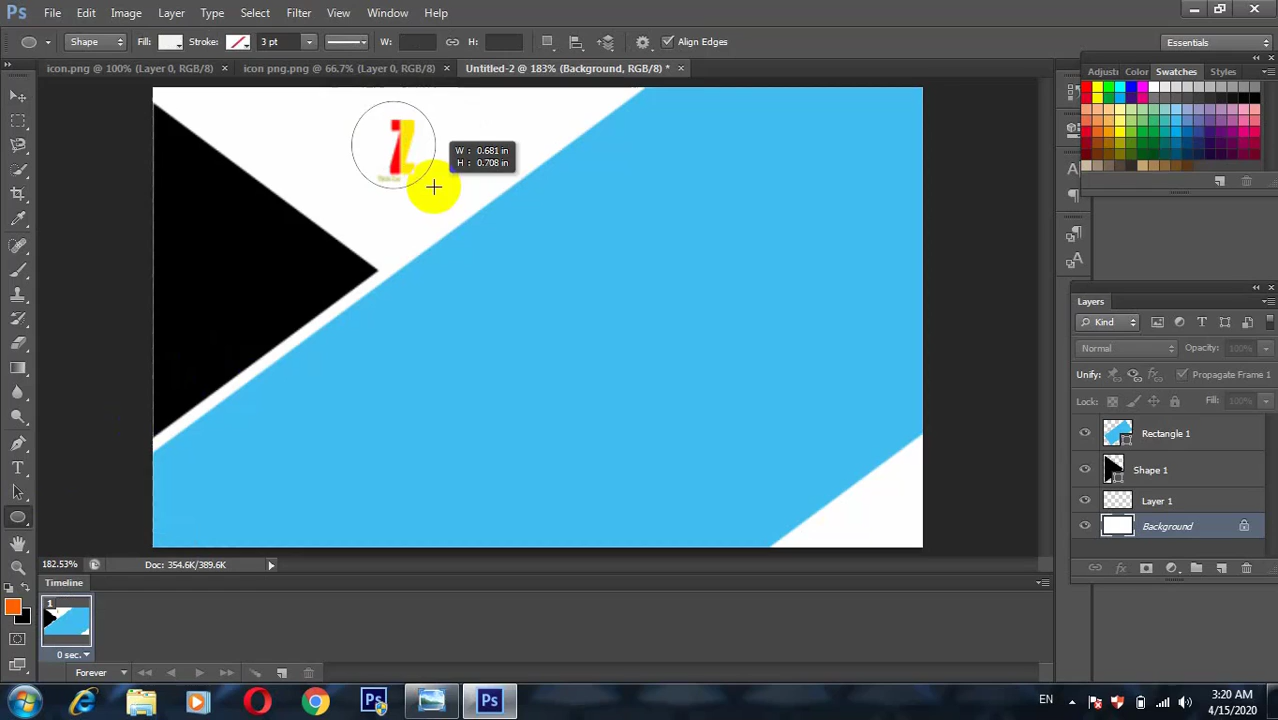 Ps File Edit Image Layer Type Select Filter View Window Help
Shape Fill: Stroke: 3 pt W: H: Align Edges Essentials
icon.png @ 100% (Layer 0, RGB/8) × icon png.png @ 66.7% (Layer 0, RGB/8) × Untitled-2 @ 183% (Background, RGB/8) * ×
Adjustı Color Swatches Styles
W : 0.681 in
H : 0.708 in
Layers
Kind
Normal Opacity: 100%
Unify: Propagate Frame 1
Lock: Fill: 100%
Rectangle 1
Shape 1
Layer 1
Background
182.53% Doc: 354.6K/389.6K
Timeline
1
0 sec.
Forever
EN 3:20 AM
4/15/2020